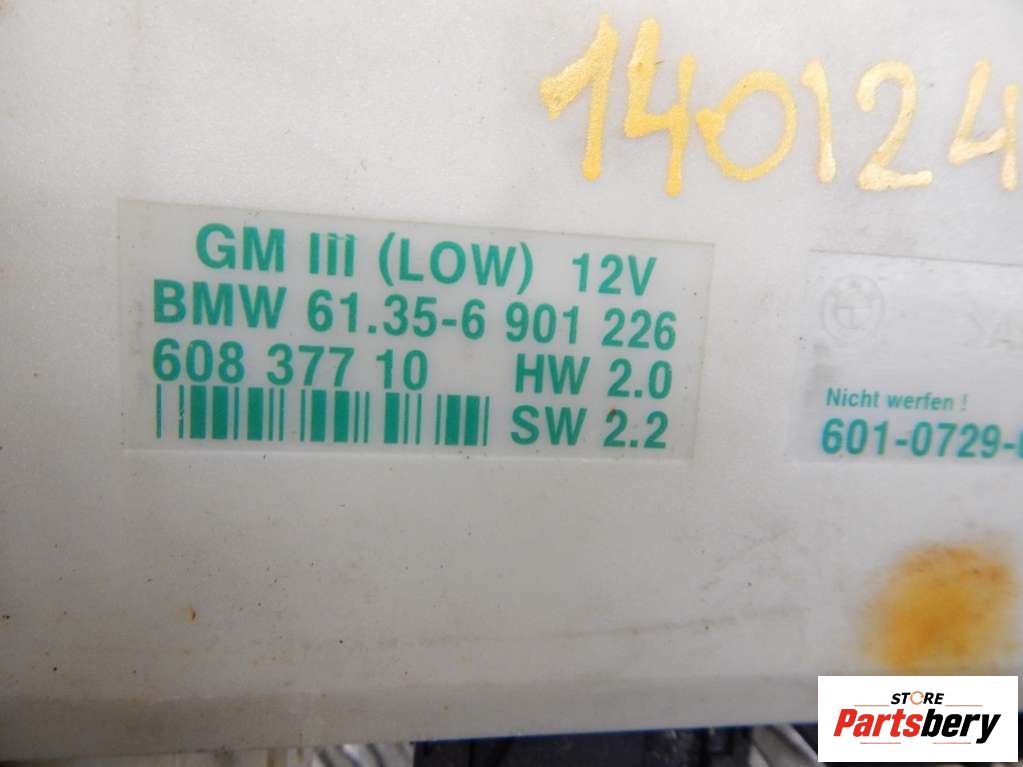 140124
GM III (LOW) 12V
BMW 61.35-6 901 226
608 377 10 HW 2.0
SW 2.2
Nicht werfen !
601-0729-
STORE
Partsbery